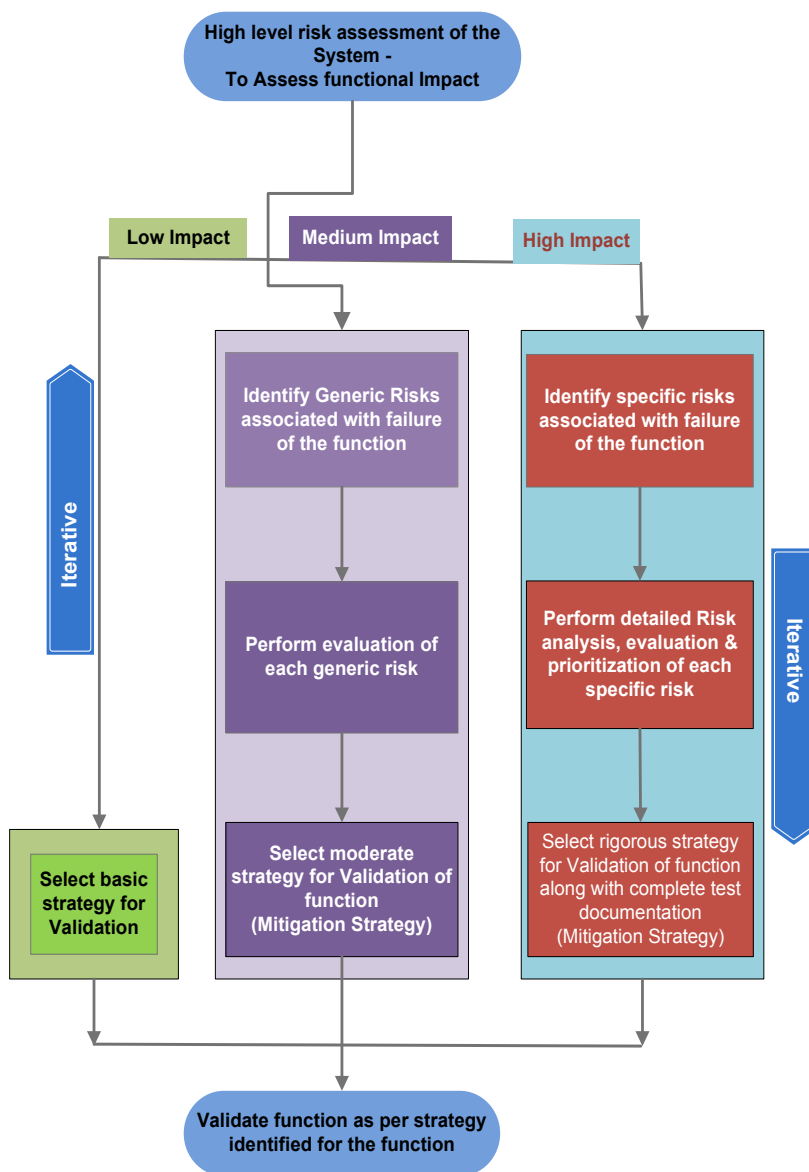 High level risk assessment of the
System -
To Assess functional Impact
Low Impact
Medium Impact
High Impact
Iterative
Identify Generic Risks
associated with failure
of the function
Identify specific risks
associated with failure
of the function
Perform evaluation of
each generic risk
Perform detailed Risk
analysis, evaluation &
prioritization of each
specific risk
Iterative
Select basic
strategy for
Validation
Select moderate
strategy for Validation of
function
(Mitigation Strategy)
Select rigorous strategy
for Validation of function
along with complete test
documentation
(Mitigation Strategy)
Validate function as per strategy
identified for the function